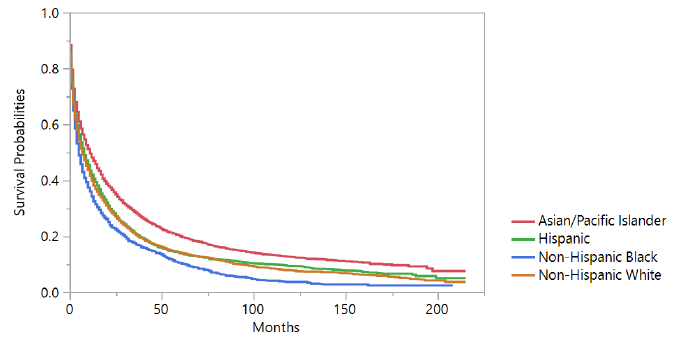 1.0
0.8
0.6
0.4
0.2
0.0
Survival Probabilities
0 50 100 150 200
Months
Asian/Pacific Islander
Hispanic
Non-Hispanic Black
Non-Hispanic White